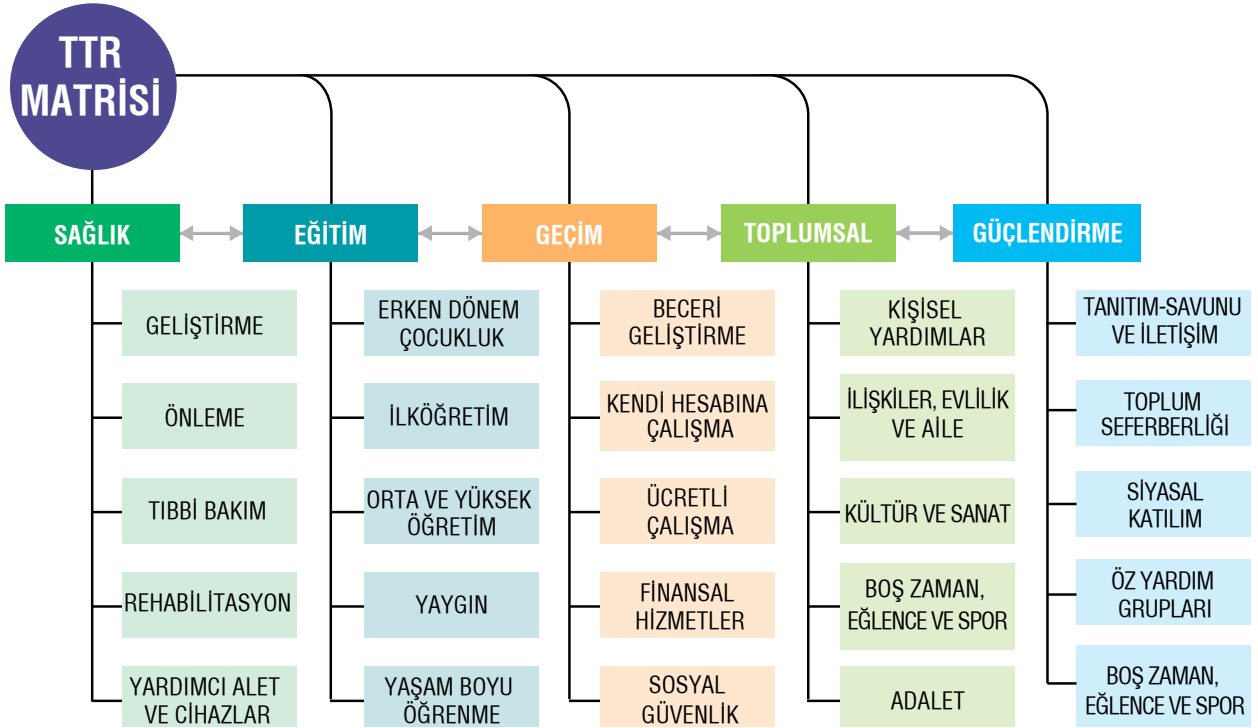 TTR
MATRİSİ
SAĞLIK
EĞİTİM
GEÇİM
TOPLUMSAL
GÜÇLENDİRME
GELİŞTİRME
ÖNLEME
TIBBİ BAKIM
REHABİLİTASYON
YARDIMCI ALET
VE CİHAZLAR
ERKEN DÖNEM
ÇOCUKLUK
İLKÖĞRETİM
ORTA VE YÜKSEK
ÖĞRETİM
YAYGIN
YAŞAM BOYU
ÖĞRENME
BECERİ
GELİŞTİRME
KENDİ HESABINA
ÇALIŞMA
ÜCRETLİ
ÇALIŞMA
FİNANSAL
HİZMETLER
SOSYAL
GÜVENLİK
KİŞİSEL
YARDIMLAR
İLİŞKİLER, EVLİLİK
VE AİLE
KÜLTÜR VE SANAT
BOŞ ZAMAN,
EĞLENCE VE SPOR
ADALET
TANITIM-SAVUNU
VE İLETİŞİM
TOPLUM
SEFERBERLİĞİ
SİYASAL
KATILIM
ÖZ YARDIM
GRUPLARI
BOŞ ZAMAN,
EĞLENCE VE SPOR